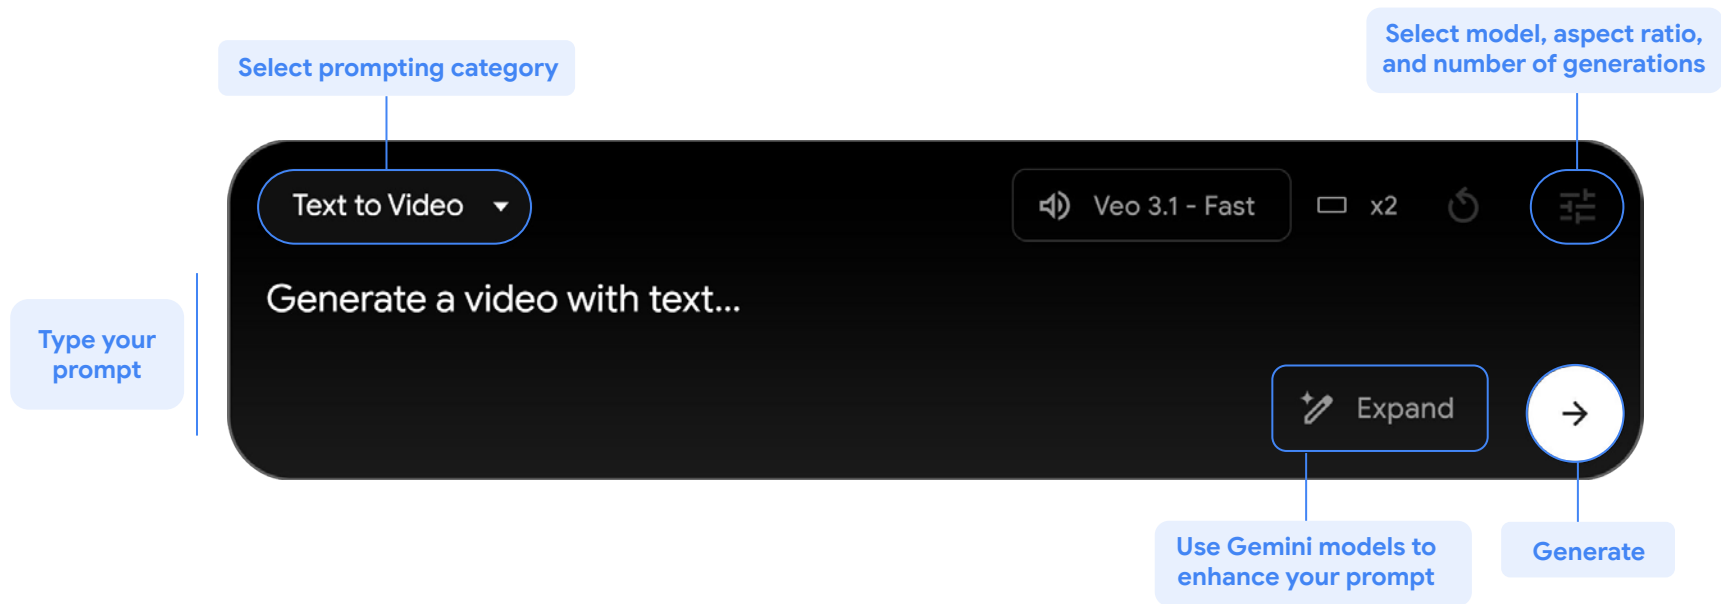 Select prompting category
Select model, aspect ratio,
and number of generations
Text to Video
Veo 3.1 - Fast
x2
Generate a video with text...
Type your
prompt
Expand
Use Gemini models to
enhance your prompt
Generate